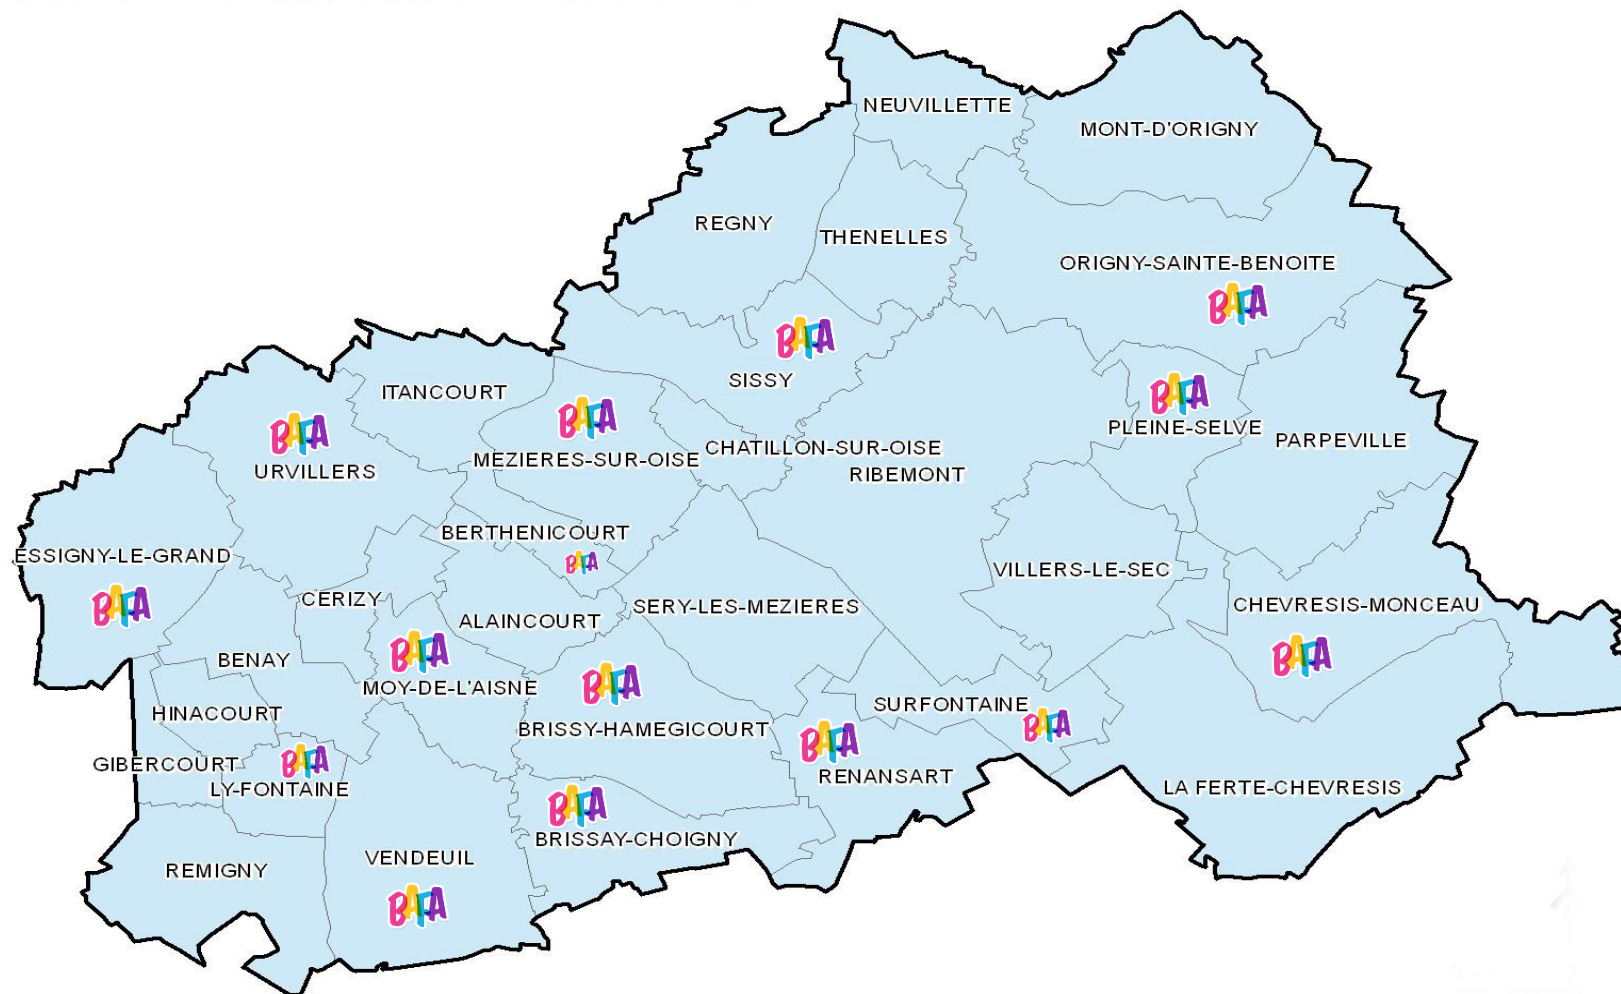 NEUVILLETTE
MONT-D'ORIGNY
REGNY
THENELLES
ORIGNY-SAINTE-BENOITE
BAFA
BAFA
SISSY
ITANCOURT
BAFA
PLEINE-SELVE
BAFA
MEZIERES-SUR-OISE
BAFA
URVILLERS
CHATILLON-SUR-OISE
PARPEVILLE
RIBEMONT
BERTHENICOURT
BAFA
ESSIGNY-LE-GRAND
BAFA
VILLERS-LE-SEC
CERIZY
SERY-LES-MEZIERES
CHEVRESIS-MONCEAU
BAFA
ALAINCOURT
BENAY
BAFA
MOY-DE-L'AISNE
BAFA
BRISSY-HAMEGICOURT
SURFONTAINE
BAFA
HINACOURT
BAFA
RENANSART
GIBERCOURT
BAFA
LY-FONTAINE
LA FERTE-CHEVRESIS
BAFA
BRISSAY-CHOIGNY
VENDEUIL
BAFA
REMIGNY